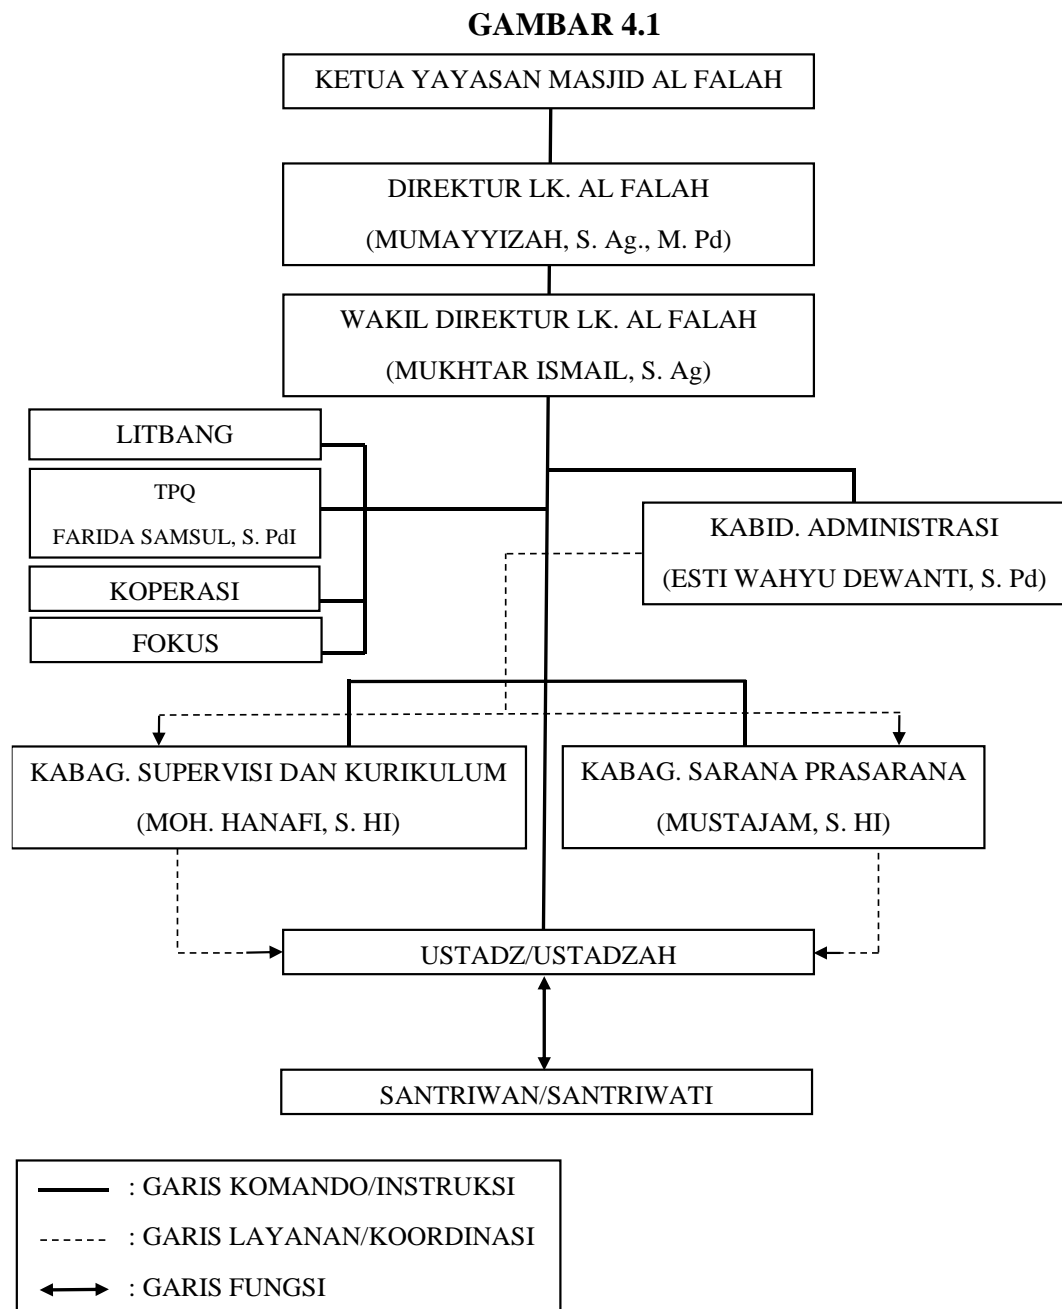 GAMBAR 4.1
KETUA YAYASAN MASJID AL FALAH
DIREKTUR LK. AL FALAH
(MUMAYYIZAH, S. Ag., M. Pd)
WAKIL DIREKTUR LK. AL FALAH
(MUKHTAR ISMAIL, S. Ag)
LITBANG
TPQ
FARIDA SAMSUL, S. PdI
KOPERASI
FOKUS
KABID. ADMINISTRASI
(ESTI WAHYU DEWANTI, S. Pd)
KABAG. SUPERVISI DAN KURIKULUM
(MOH. HANAFI, S. HI)
KABAG. SARANA PRASARANA
(MUSTAJAM, S. HI)
USTADZ/USTADZAH
SANTRIWAN/SANTRIWATI
: GARIS KOMANDO/INSTRUKSI
: GARIS LAYANAN/KOORDINASI
: GARIS FUNGSI